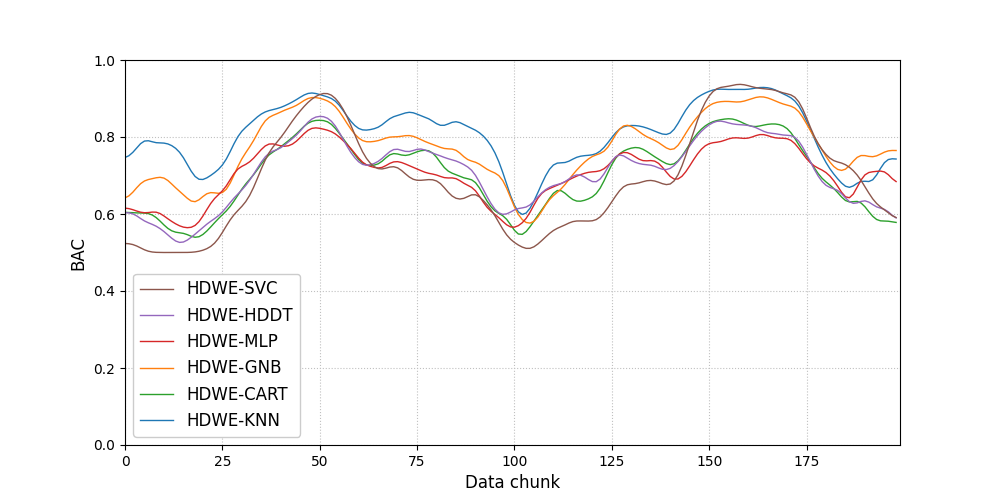 1.0
0.8
0.6
0.4
0.2
0.0
BAC
HDWE-SVC
HDWE-HDDT
HDWE-MLP
HDWE-GNB
HDWE-CART
HDWE-KNN
0 25 50 75 100 125 150 175
Data chunk